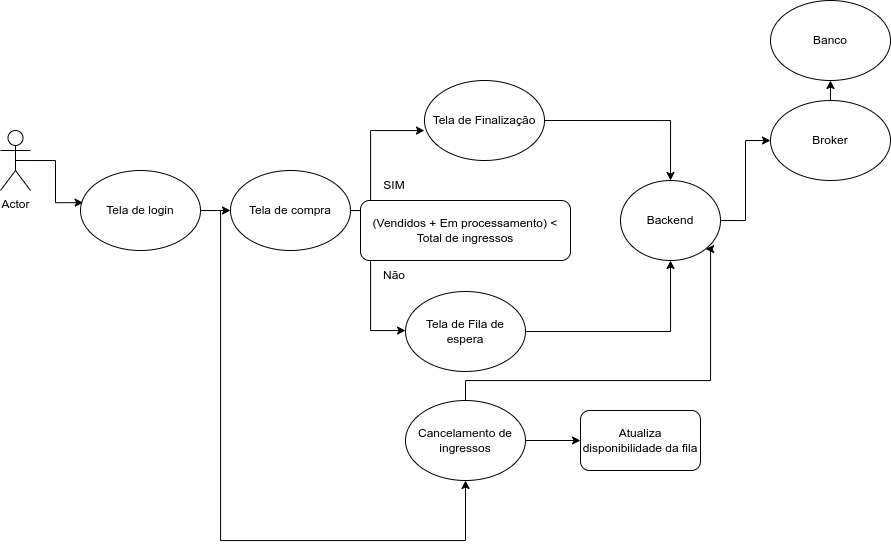 Banco
Tela de Finalização
Broker
Actor
SIM
Tela de login
Tela de compra
(Vendidos + Em processamento) <
Total de ingressos
Backend
Não
Tela de Fila de
espera
Cancelamento de
ingressos
Atualiza
disponibilidade da fila